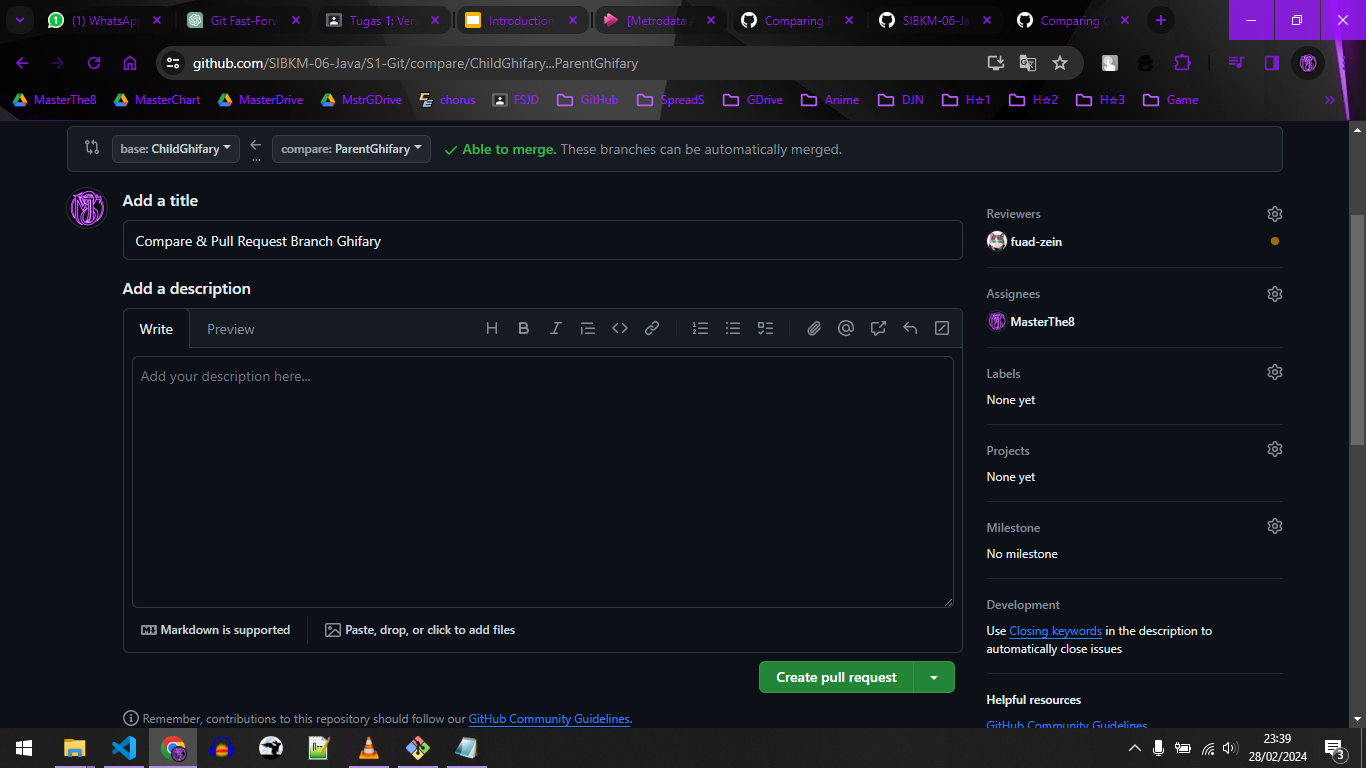 (1) WhatsApp
Git Fast-Forw
Tugas 1: Vers
Introduction
[Metrodata
Comparing
SIBKM-06-Ja
Comparing
github.com/SIBKM-06-Java/S1-Git/compare/ChildGhifary...ParentGhifary
MasterThe8
MasterChart
MasterDrive
MstrGDrive
chorus
FSJD
GitHub
SpreadS
GDrive
Anime
DJN
H☆1
H☆2
H☆3
Game
»
base: ChildGhifary
...
compare: ParentGhifary
Able to merge. These branches can be automatically merged.
Add a title
Compare & Pull Request Branch Ghifary
Add a description
Write
Preview
Add your description here...
Markdown is supported
Paste, drop, or click to add files
Create pull request
Remember, contributions to this repository should follow our GitHub Community Guidelines.
Reviewers
fuad-zein
Assignees
MasterThe8
Labels
None yet
Projects
None yet
Milestone
No milestone
Development
Use Closing keywords in the description to
automatically close issues
Helpful resources
GitHub Community Guidelines
23:39
28/02/2024
3